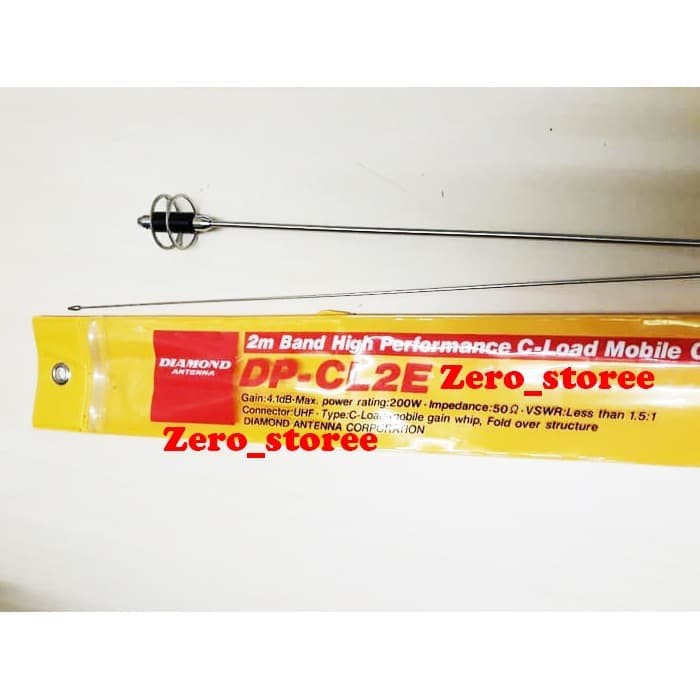 2m Band High Performance C-Load Mobile
DIAMOND
ANTENNA
DP-CL2E Zero_storee
Gain:4.1dB·Max. power rating:200W·Impedance:50Ω·VSWR:Less than 1.5:1
Connector:UHF·Type:C-Load mobile gain whip, Fold over structure
DIAMOND ANTENNA CORPORATION
Zero_storee